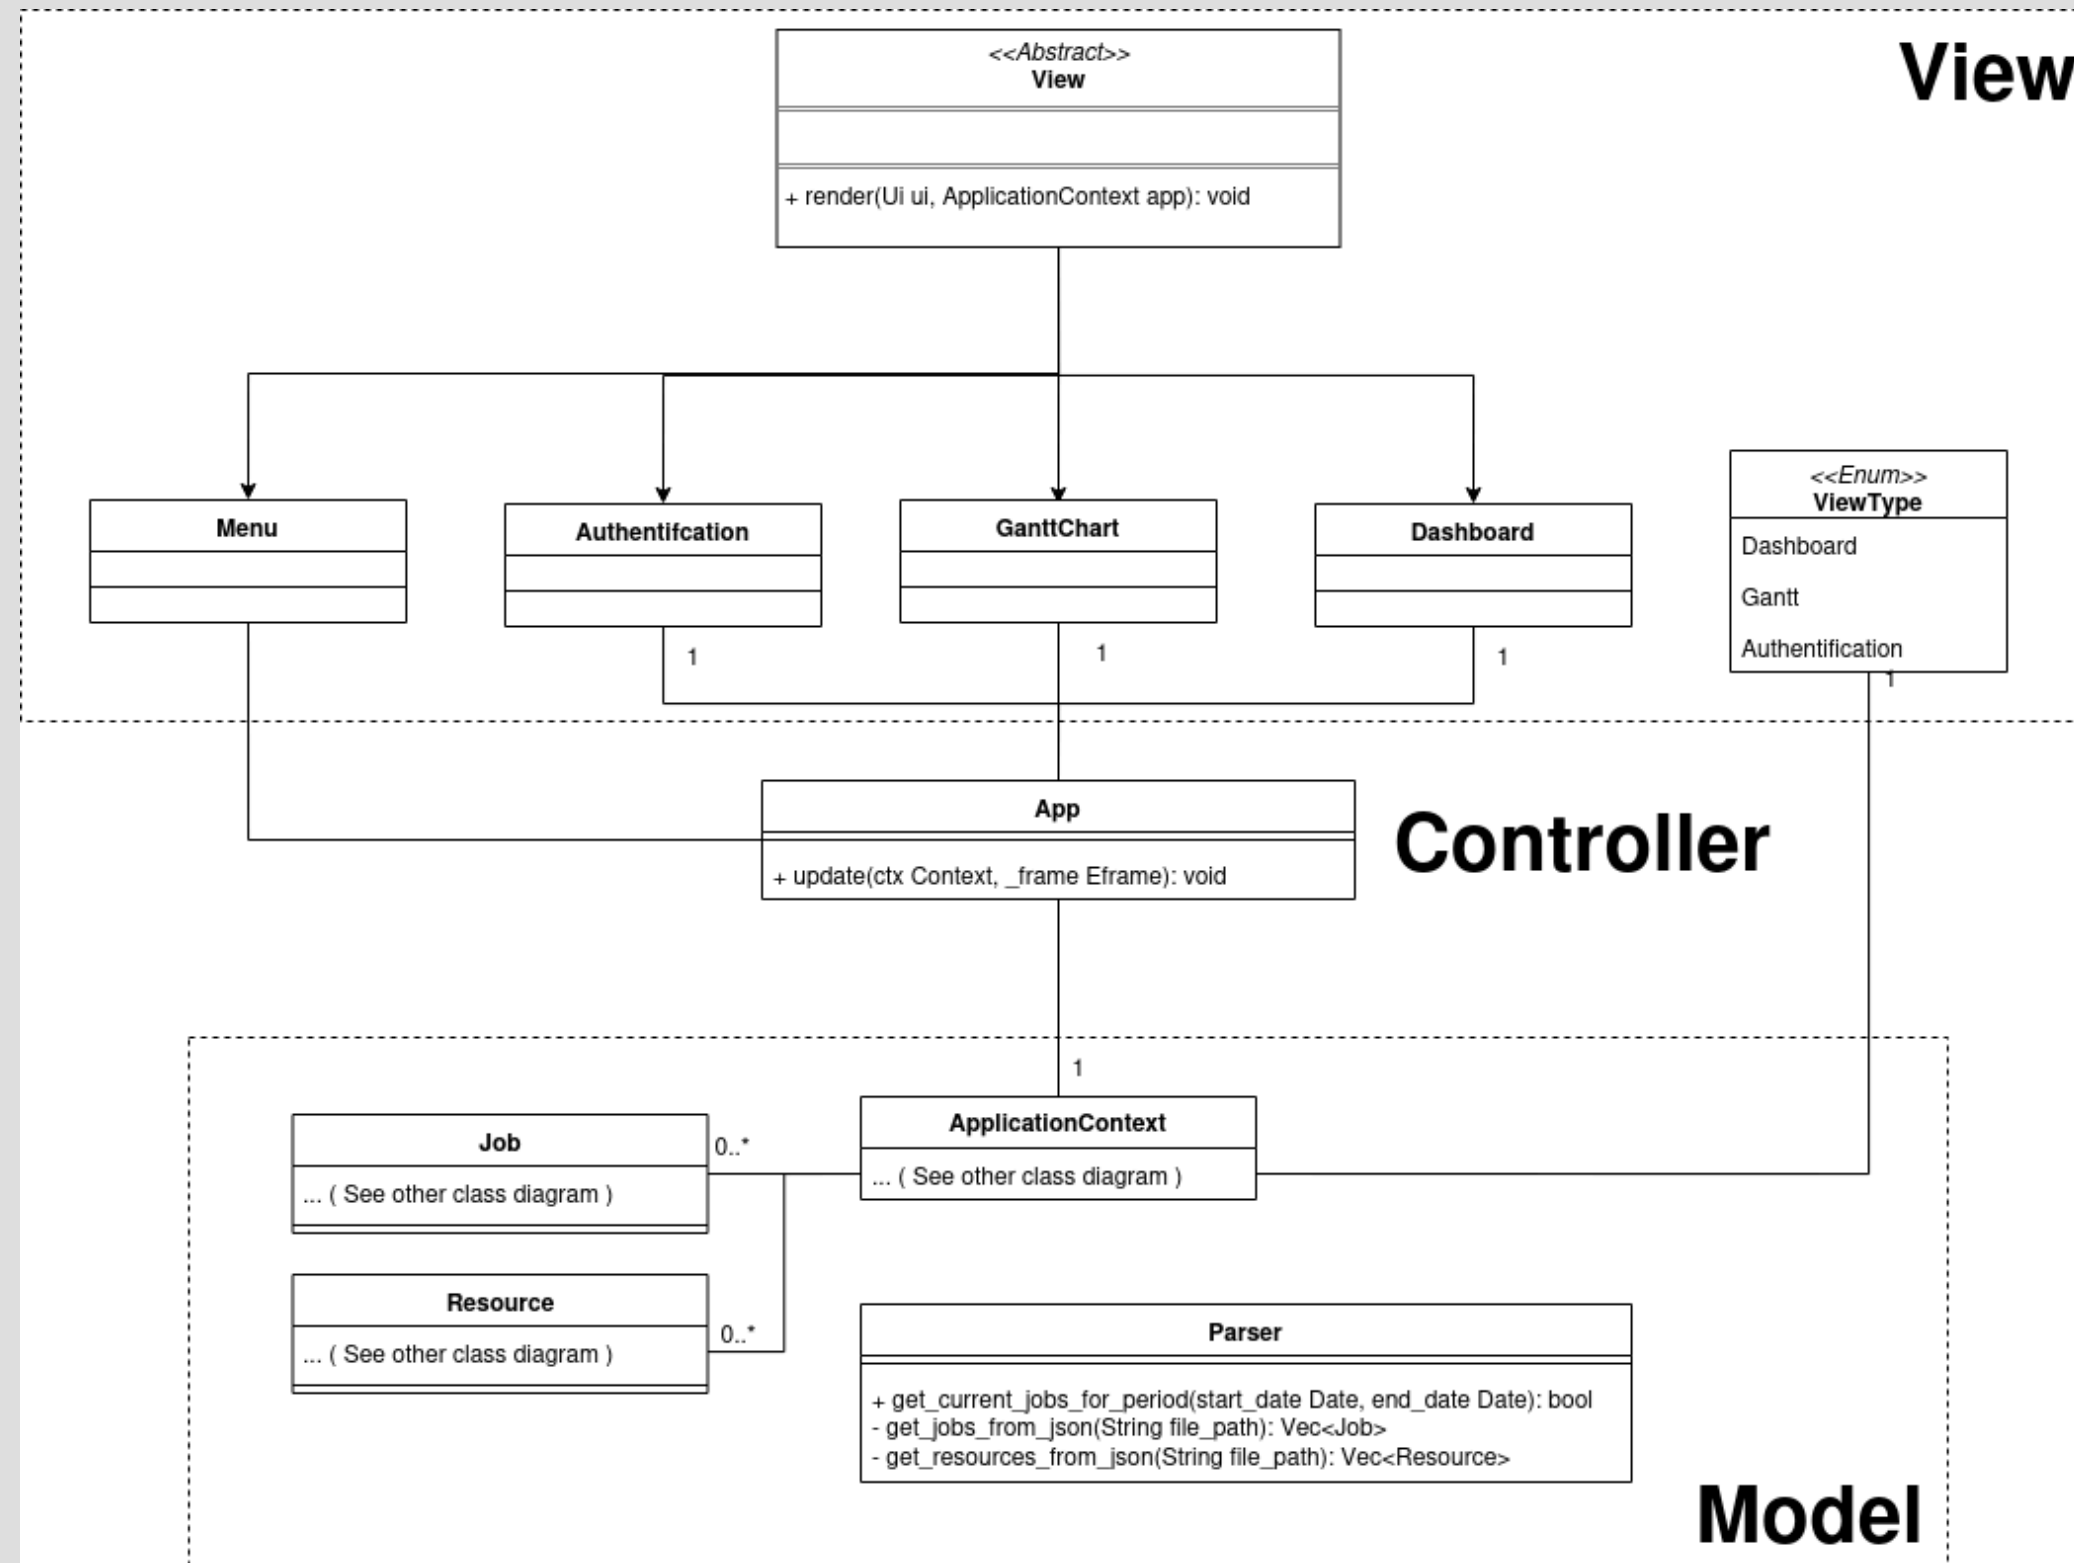 <<Abstract>>
View
View
+ render(Ui ui, ApplicationContext app): void
Menu
Authentifcation
GanttChart
Dashboard
<<Enum>>
ViewType
Dashboard
Gantt
Authentification
1
1
1
1
App
+ update(ctx Context, _frame Eframe): void
Controller
1
Job
0..*
... ( See other class diagram )
ApplicationContext
... ( See other class diagram )
Resource
0..*
... ( See other class diagram )
Parser
+ get_current_jobs_for_period(start_date Date, end_date Date): bool
- get_jobs_from_json(String file_path): Vec<Job>
- get_resources_from_json(String file_path): Vec<Resource>
Model